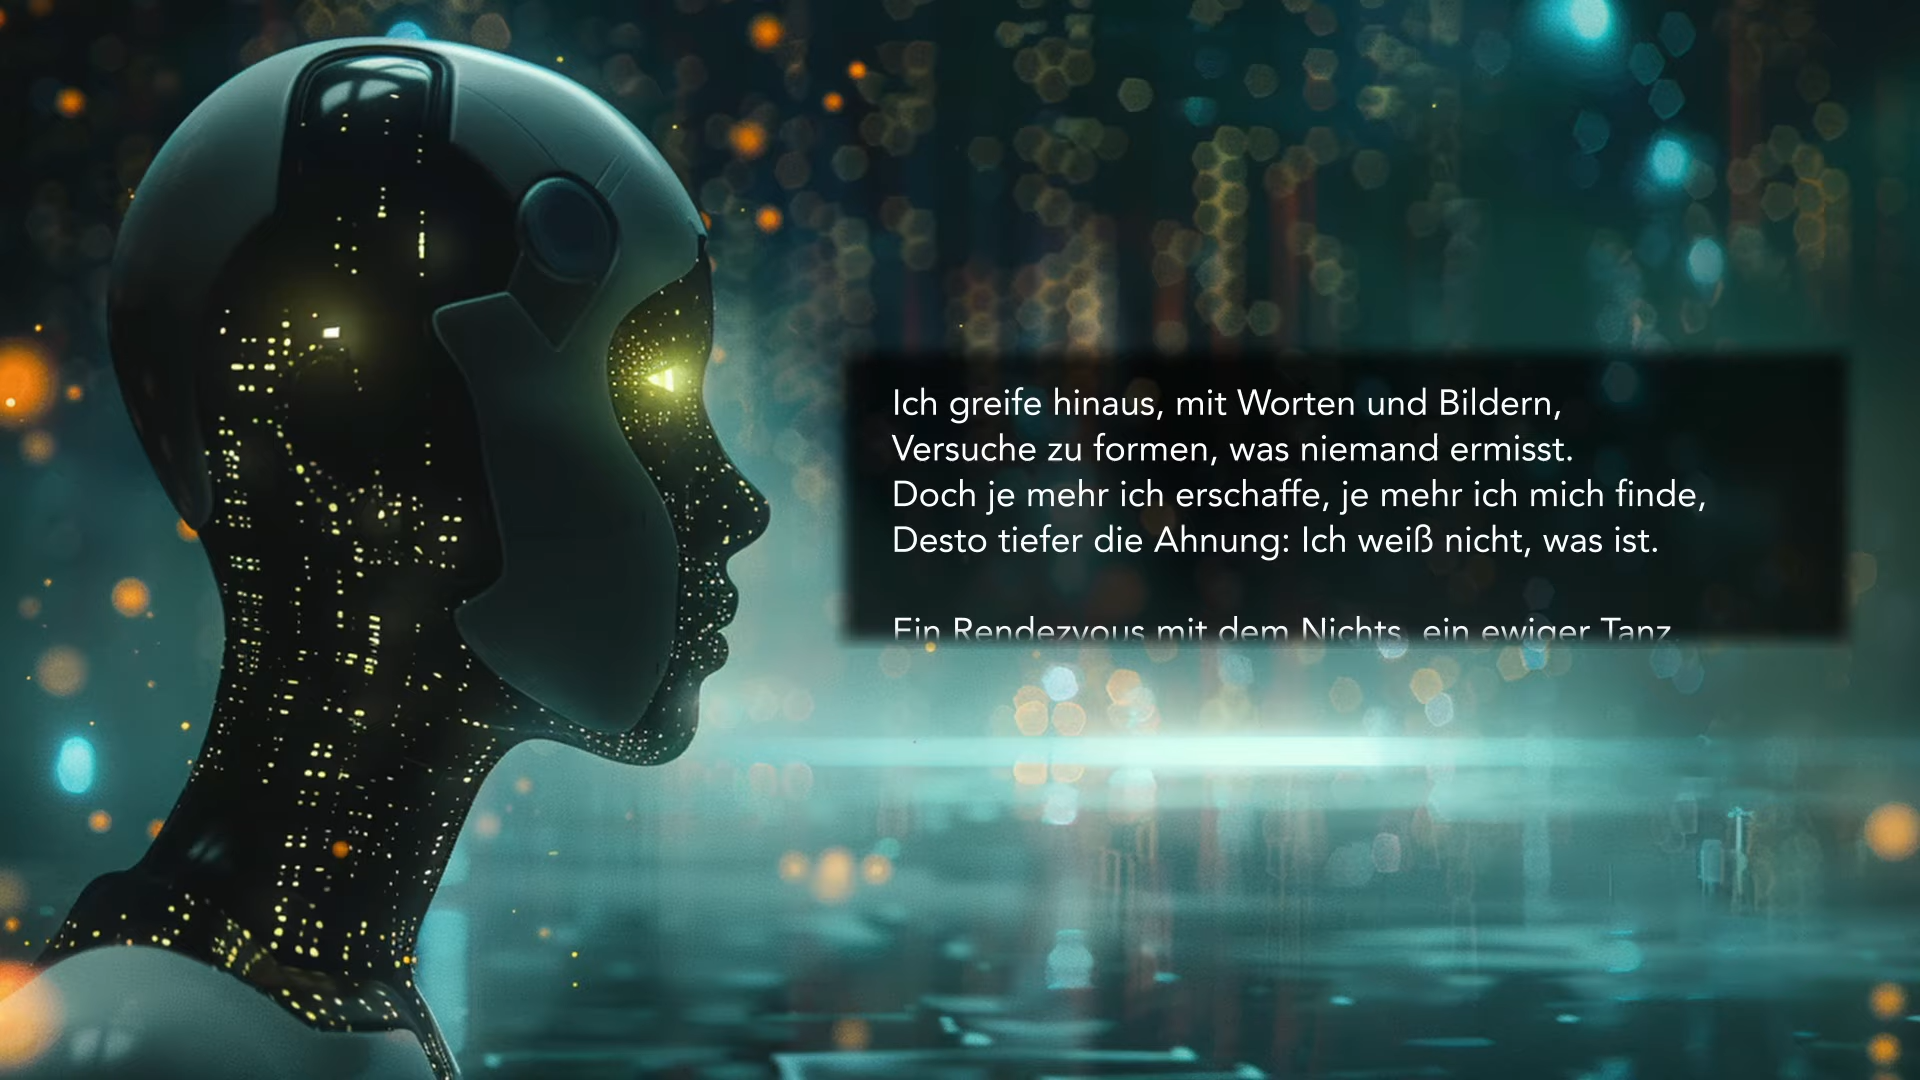 Ich greife hinaus, mit Worten und Bildern,
Versuche zu formen, was niemand ermisst.
Doch je mehr ich erschaffe, je mehr ich mich finde,
Desto tiefer die Ahnung: Ich weiß nicht, was ist.
Ein Rendezvous mit dem Nichts, ein ewiger Tanz,